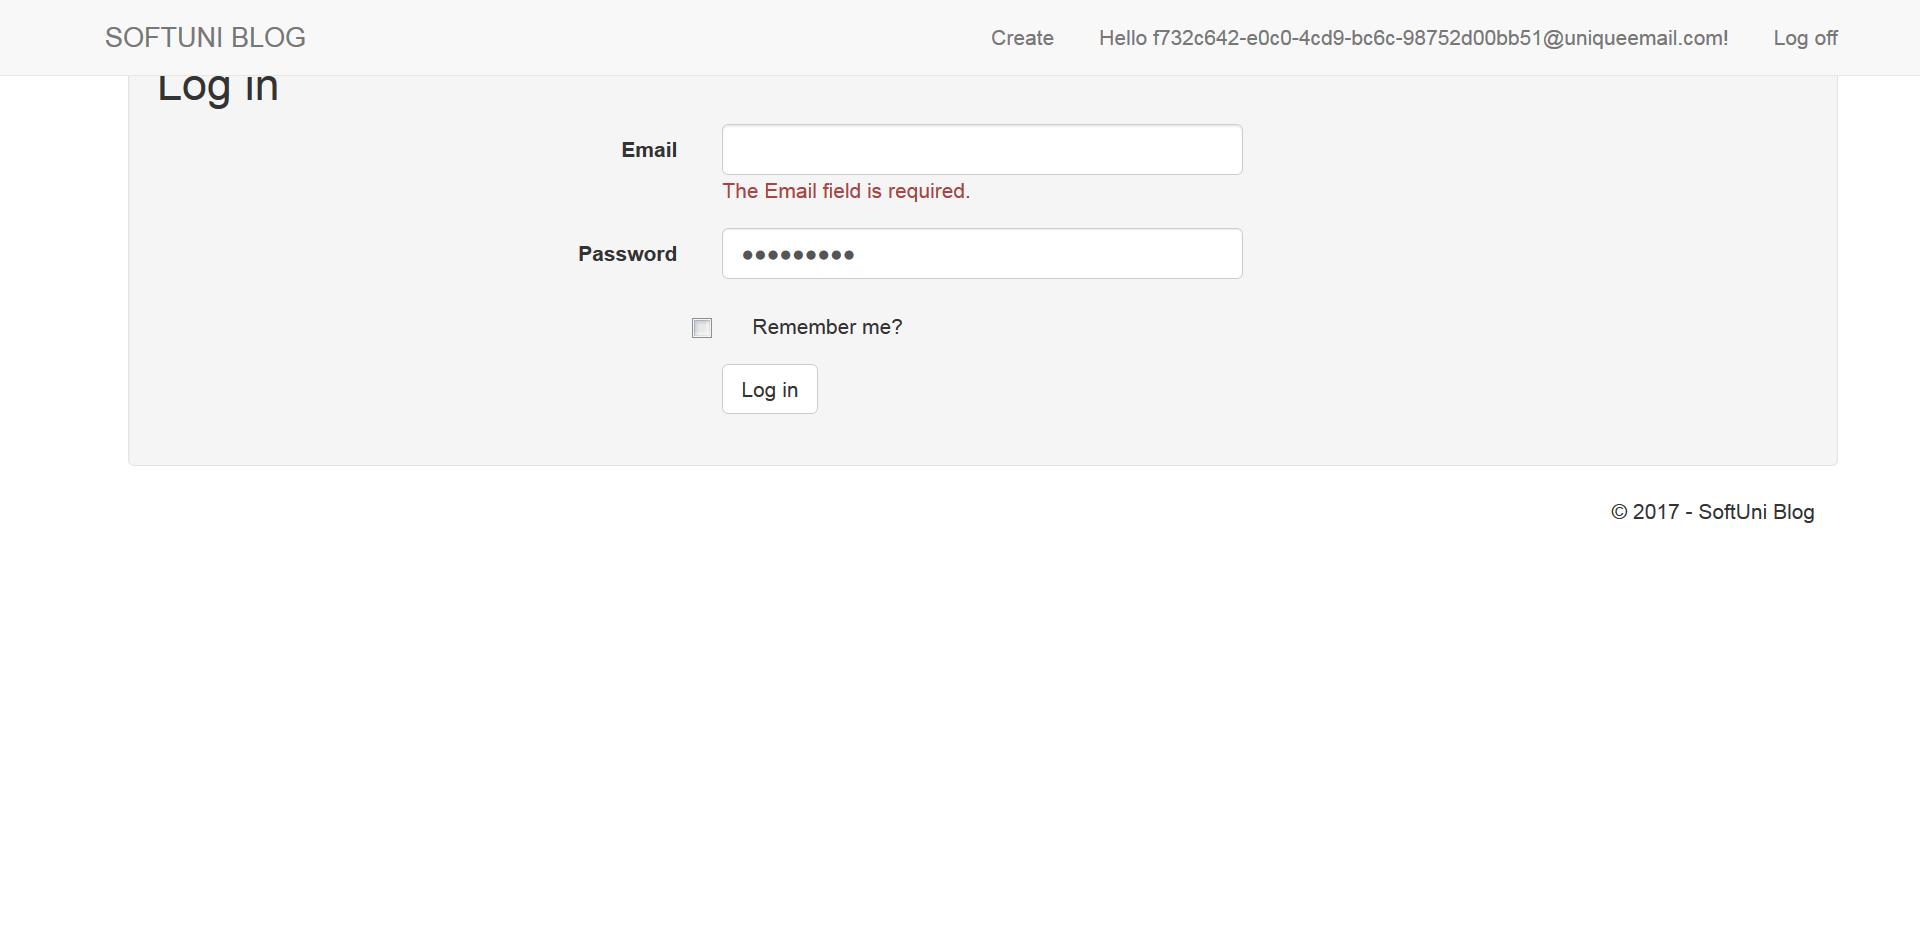 SOFTUNI BLOG
Create
Hello f732c642-e0c0-4cd9-bc6c-98752d00bb51@uniqueemail.com!
Log off
Log in
Email
The Email field is required.
Password
Remember me?
Log in
© 2017 - SoftUni Blog